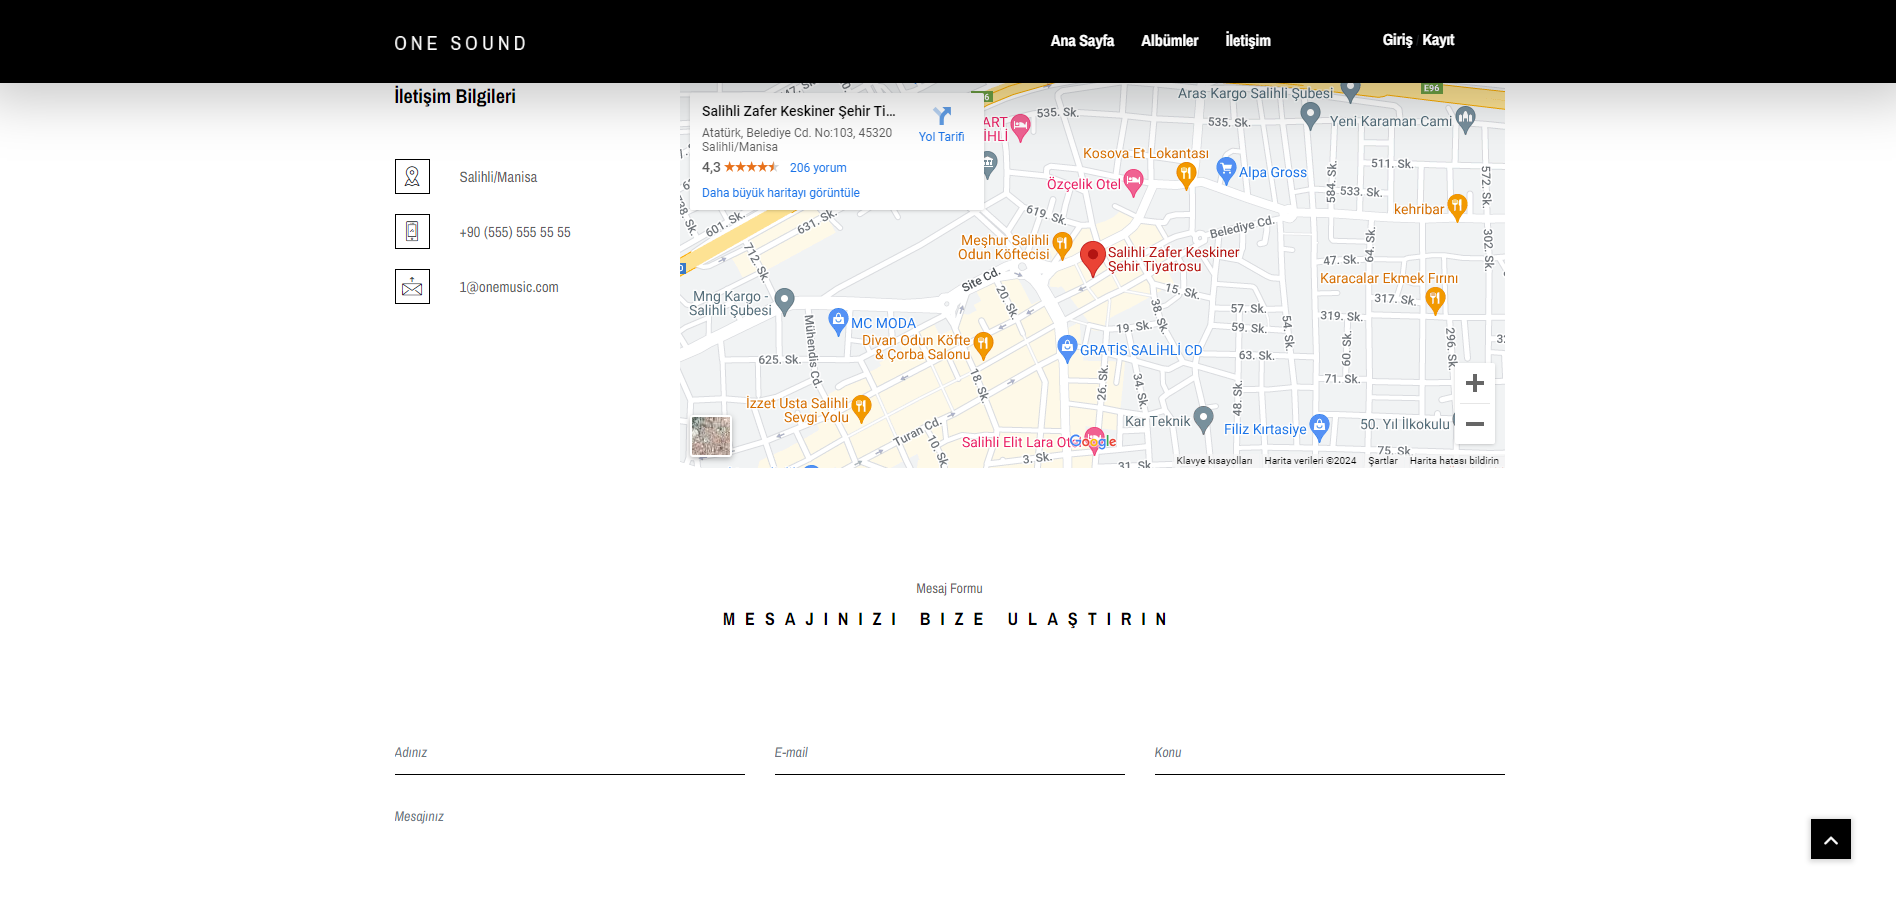 ONE SOUND
Ana Sayfa
Albümler
İletişim
Giriş / Kayıt
İletişim Bilgileri
Salihli/Manisa
+90 (555) 555 55 55
1@onemusic.com
Salihli Zafer Keskiner Şehir Ti...
Atatürk, Belediye Cd. No:103, 45320
Salihli/Manisa
4,3
206 yorum
Daha büyük haritayı görüntüle
Yol Tarifi
47. Sk.
535. Sk.
Aras Kargo Salihli Şubesi
E96
535. Sk.
Yeni Karaman Cami
Kosova Et Lokantası
511. Sk.
572. Sk.
Özçelik Otel
Alpa Gross
584. Sk.
533. Sk.
kehribar
619. Sk.
601. Sk.
631. Sk.
Belediye Cd.
302. Sk.
Meşhur Salihli
Odun Köftecisi
Salihli Zafer Keskiner
Şehir Tiyatrosu
712. Sk.
64. Sk.
47. Sk.
Site Cd.
Karacalar Ekmek Fırını
Mng Kargo -
Salihli Şubesi
20. Sk.
15. Sk.
317. Sk.
38. Sk.
57. Sk.
319. Sk.
MC MODA
Mühendis Cd.
19. Sk.
59. Sk.
54. Sk.
60. Sk.
296. Sk.
Divan Odun Köfte
& Çorba Salonu
GRATİS SALİHLİ CD
63. Sk.
625. Sk.
18. Sk.
26. Sk.
34. Sk.
71. Sk.
48. Sk.
İzzet Usta Salihli
Sevgi Yolu
Turan Cd.
Kar Teknik
Filiz Kırtasiye
50. Yıl İlkokulu
10. Sk.
Salihli Elit Lara Ot
Google
3. Sk.
31. Sk.
75. Sk.
Klavye kısayolları
Harita verileri ©2024
Şartlar
Harita hatası bildirin
Mesaj Formu
MESAJINIZI BIZE ULAŞTIRIN
Adınız
E-mail
Konu
Mesajınız